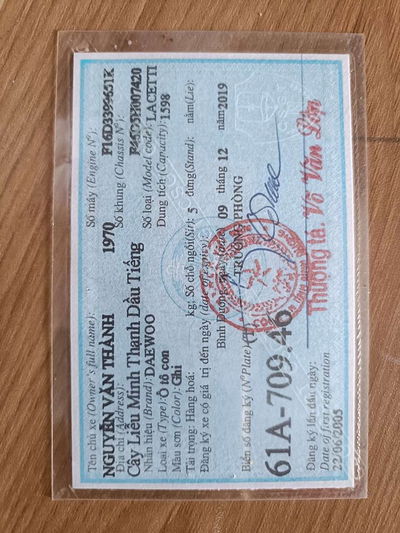 Tên chủ xe (Owner's full name):
NGUYỄN VĂN THÀNH 1970
Địa chỉ (Address):
Cây Liễu Minh Thạnh Dầu Tiếng
Nhãn hiệu (Brand): DAEWOO
Loại xe (Type): Ô tô con
Màu sơn (Color): Ghi
Tải trọng: Hàng hoá: kg; Số chỗ ngồi (Sit): 5 đứng (Stand): nằm (Lie):
Đăng ký xe có giá trị đến ngày (date of expiry)
Số máy (Engine N°):
Số khung (Chassis N°):
Số loại (Model code): LACETTI
Dung tích (Capacity): 1598
Bình Dương, 09 tháng 12 năm 2019
TRƯỞNG PHÒNG
Biển số đăng ký (N° Plate)
61A-709.46
Đăng ký lần đầu ngày:
Date of first registration
22/06/2005
Thượng tá. Võ Văn Lộn